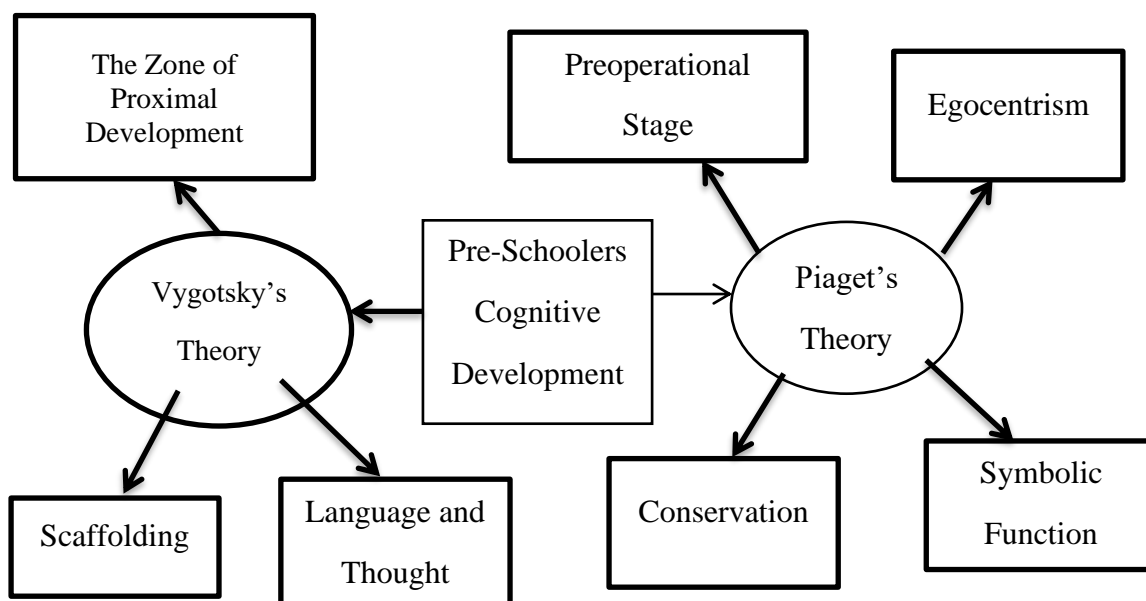 The Zone of
Proximal
Development
Preoperational
Stage
Egocentrism
Vygotsky's
Theory
Pre-Schoolers
Cognitive
Development
Piaget's
Theory
Scaffolding
Language and
Thought
Conservation
Symbolic
Function